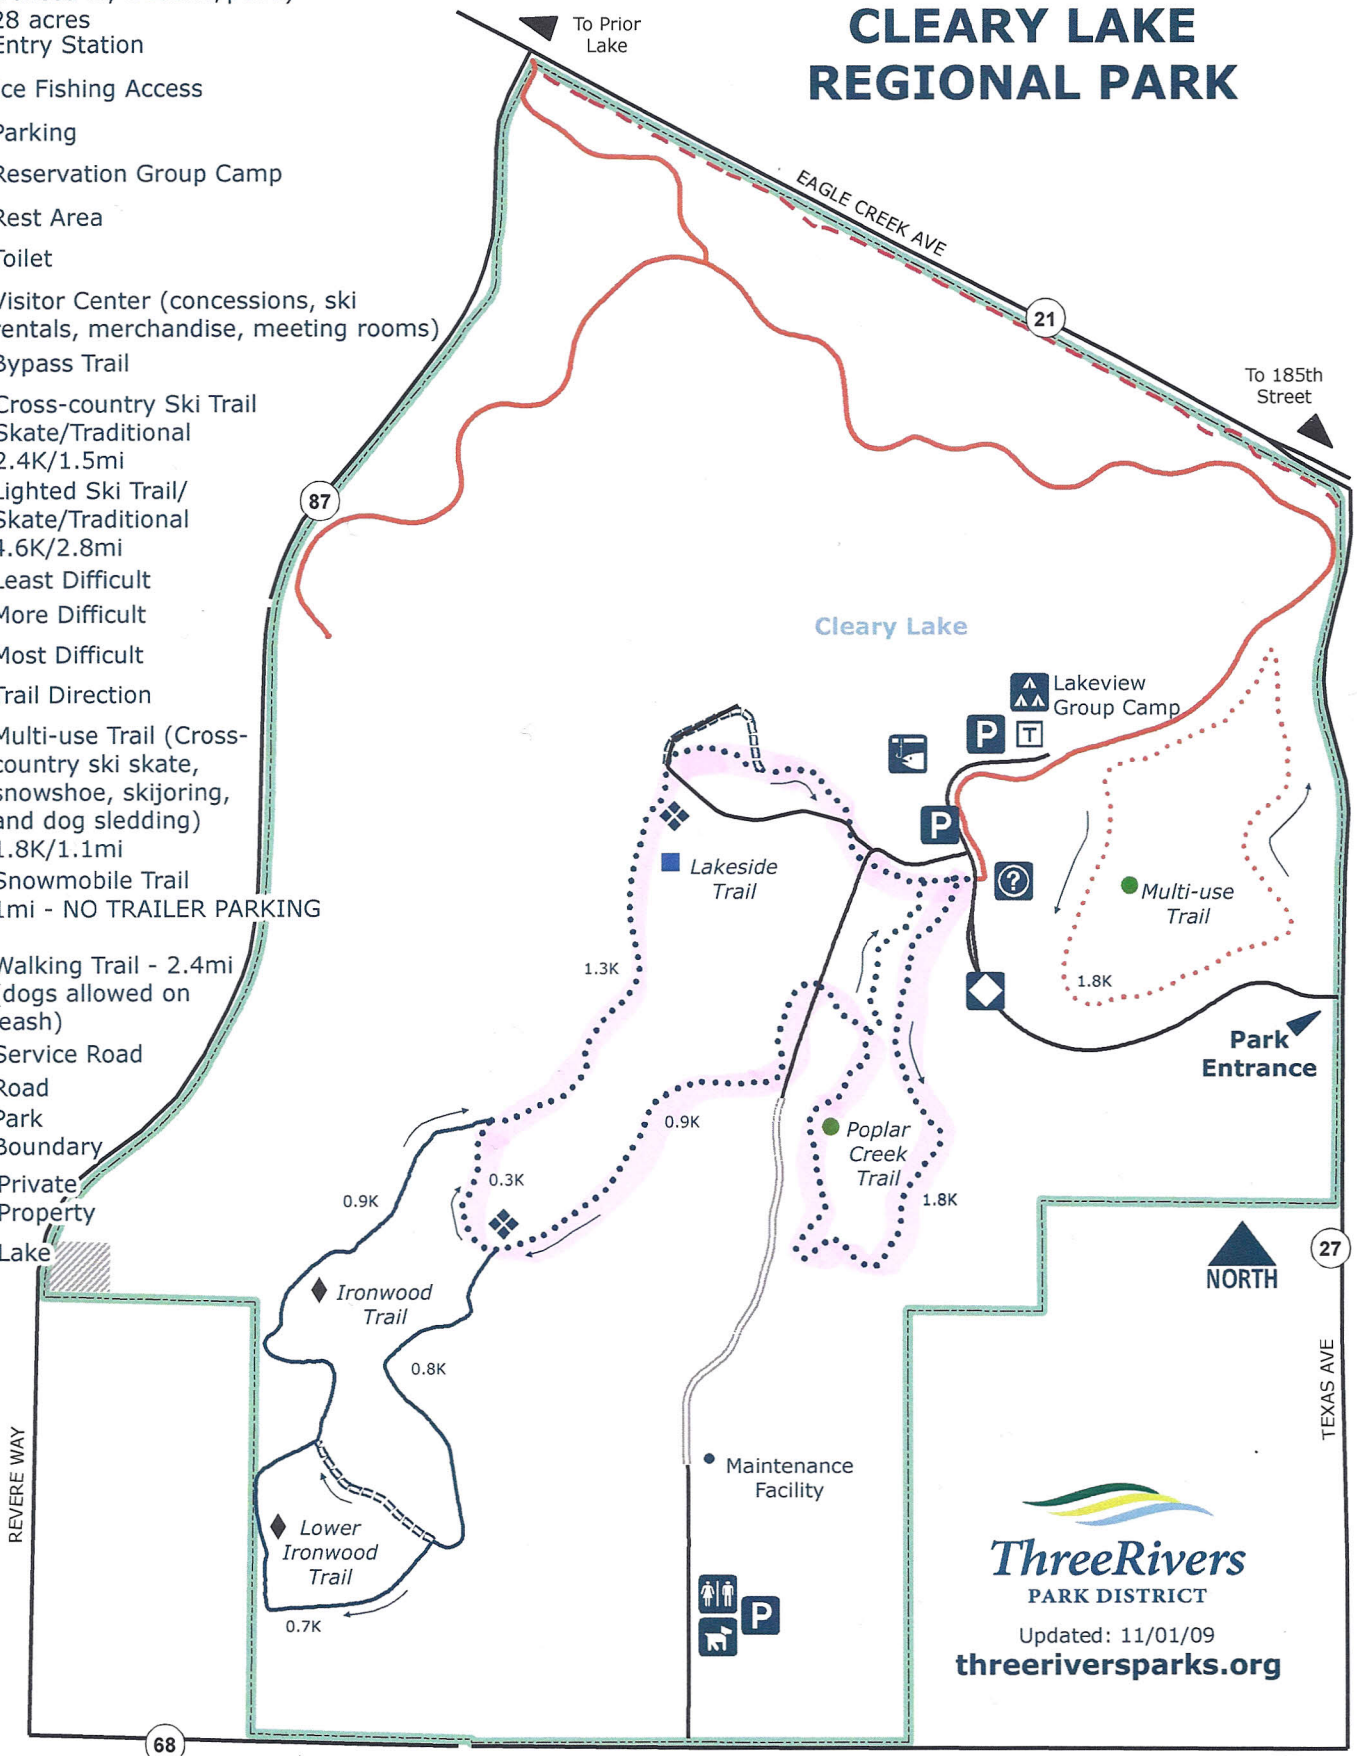 28 acres
Entry Station
Ice Fishing Access
Parking
Reservation Group Camp
Rest Area
Toilet
Visitor Center (concessions, ski
rentals, merchandise, meeting rooms)
Bypass Trail
Cross-country Ski Trail
Skate/Traditional
2.4K/1.5mi
Lighted Ski Trail/
Skate/Traditional
4.6K/2.8mi
Least Difficult
More Difficult
Most Difficult
Trail Direction
Multi-use Trail (Cross-
country ski skate,
snowshoe, skijoring,
and dog sledding)
1.8K/1.1mi
Snowmobile Trail
1mi - NO TRAILER PARKING
Walking Trail - 2.4mi
(dogs allowed on
leash)
Service Road
Road
Park
Boundary
Private
Property
Lake
CLEARY LAKE
REGIONAL PARK
To Prior
Lake
EAGLE CREEK AVE
21
To 185th
Street
87
Cleary Lake
Lakeview
Group Camp
P
T
P
?
Lakeside
Trail
Multi-use
Trail
1.8K
1.3K
Park
Entrance
0.9K
Poplar
Creek
Trail
1.8K
0.3K
0.9K
Ironwood
Trail
0.8K
NORTH
27
TEXAS AVE
REVERE WAY
Maintenance
Facility
Lower
Ironwood
Trail
0.7K
P
ThreeRivers
PARK DISTRICT
Updated: 11/01/09
threeriversparks.org
68